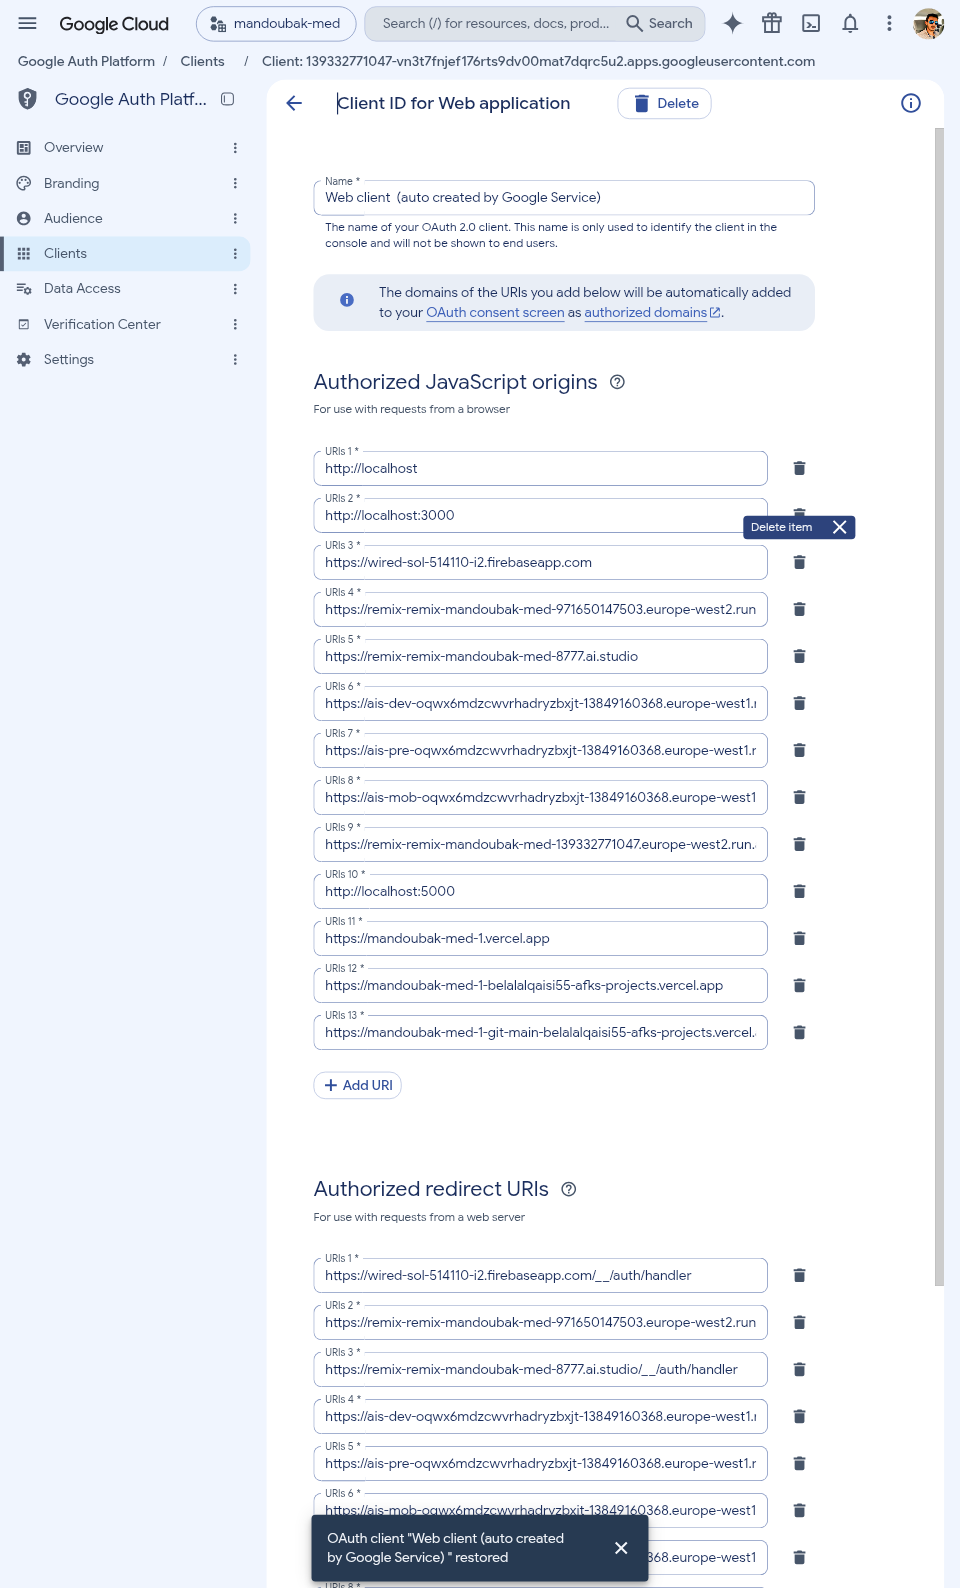 Google Cloud
mandoubak-med
Search (/) for resources, docs, prod...
Search
Google Auth Platform / Clients / Client: 139332771047-vn3t7fnjef176rts9dv00mat7dqrc5u2.apps.googleusercontent.com
Google Auth Platf...
Overview
Branding
Audience
Clients
Data Access
Verification Center
Settings
Client ID for Web application
Delete
Name *
Web client (auto created by Google Service)
The name of your OAuth 2.0 client. This name is only used to identify the client in the
console and will not be shown to end users.
The domains of the URIs you add below will be automatically added
to your OAuth consent screen as authorized domains.
Authorized JavaScript origins
For use with requests from a browser
URIs 1 *
http://localhost
URIs 2 *
http://localhost:3000
Delete item
URIs 3 *
https://wired-sol-514110-i2.firebaseapp.com
URIs 4 *
https://remix-remix-mandoubak-med-971650147503.europe-west2.run
URIs 5 *
https://remix-remix-mandoubak-med-8777.ai.studio
URIs 6 *
https://ais-dev-oqwx6mdzcwvrhadryzbxjt-13849160368.europe-west1.r
URIs 7 *
https://ais-pre-oqwx6mdzcwvrhadryzbxjt-13849160368.europe-west1.r
URIs 8 *
https://ais-mob-oqwx6mdzcwvrhadryzbxjt-13849160368.europe-west1
URIs 9 *
https://remix-remix-mandoubak-med-139332771047.europe-west2.run.
URIs 10 *
http://localhost:5000
URIs 11 *
https://mandoubak-med-1.vercel.app
URIs 12 *
https://mandoubak-med-1-belalalqaisi55-afks-projects.vercel.app
URIs 13 *
https://mandoubak-med-1-git-main-belalalqaisi55-afks-projects.vercel.
Add URI
Authorized redirect URIs
For use with requests from a web server
URIs 1 *
https://wired-sol-514110-i2.firebaseapp.com/__/auth/handler
URIs 2 *
https://remix-remix-mandoubak-med-971650147503.europe-west2.run
URIs 3 *
https://remix-remix-mandoubak-med-8777.ai.studio/__/auth/handler
URIs 4 *
https://ais-dev-oqwx6mdzcwvrhadryzbxjt-13849160368.europe-west1.r
URIs 5 *
https://ais-pre-oqwx6mdzcwvrhadryzbxjt-13849160368.europe-west1.r
URIs 6 *
https://ais-mob-oqwx6mdzcwvrhadryzbxjt-13849160368.europe-west1
368.europe-west1
OAuth client "Web client (auto created
by Google Service) " restored
URIs 8 *